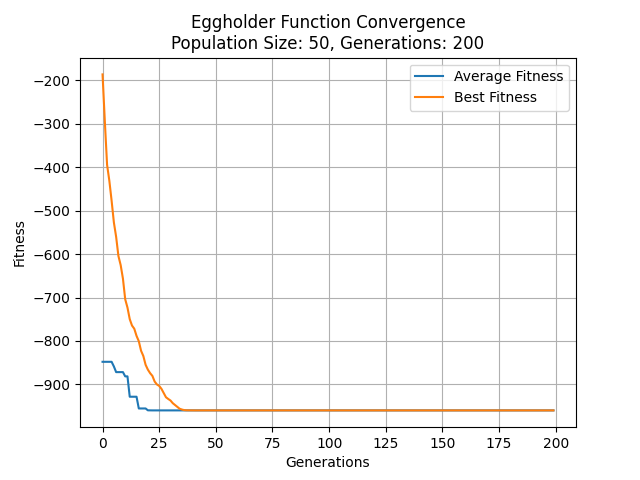 Eggholder Function Convergence
Population Size: 50, Generations: 200
Average Fitness
Best Fitness
Fitness
−200
−300
−400
−500
−600
−700
−800
−900
0 25 50 75 100 125 150 175 200
Generations